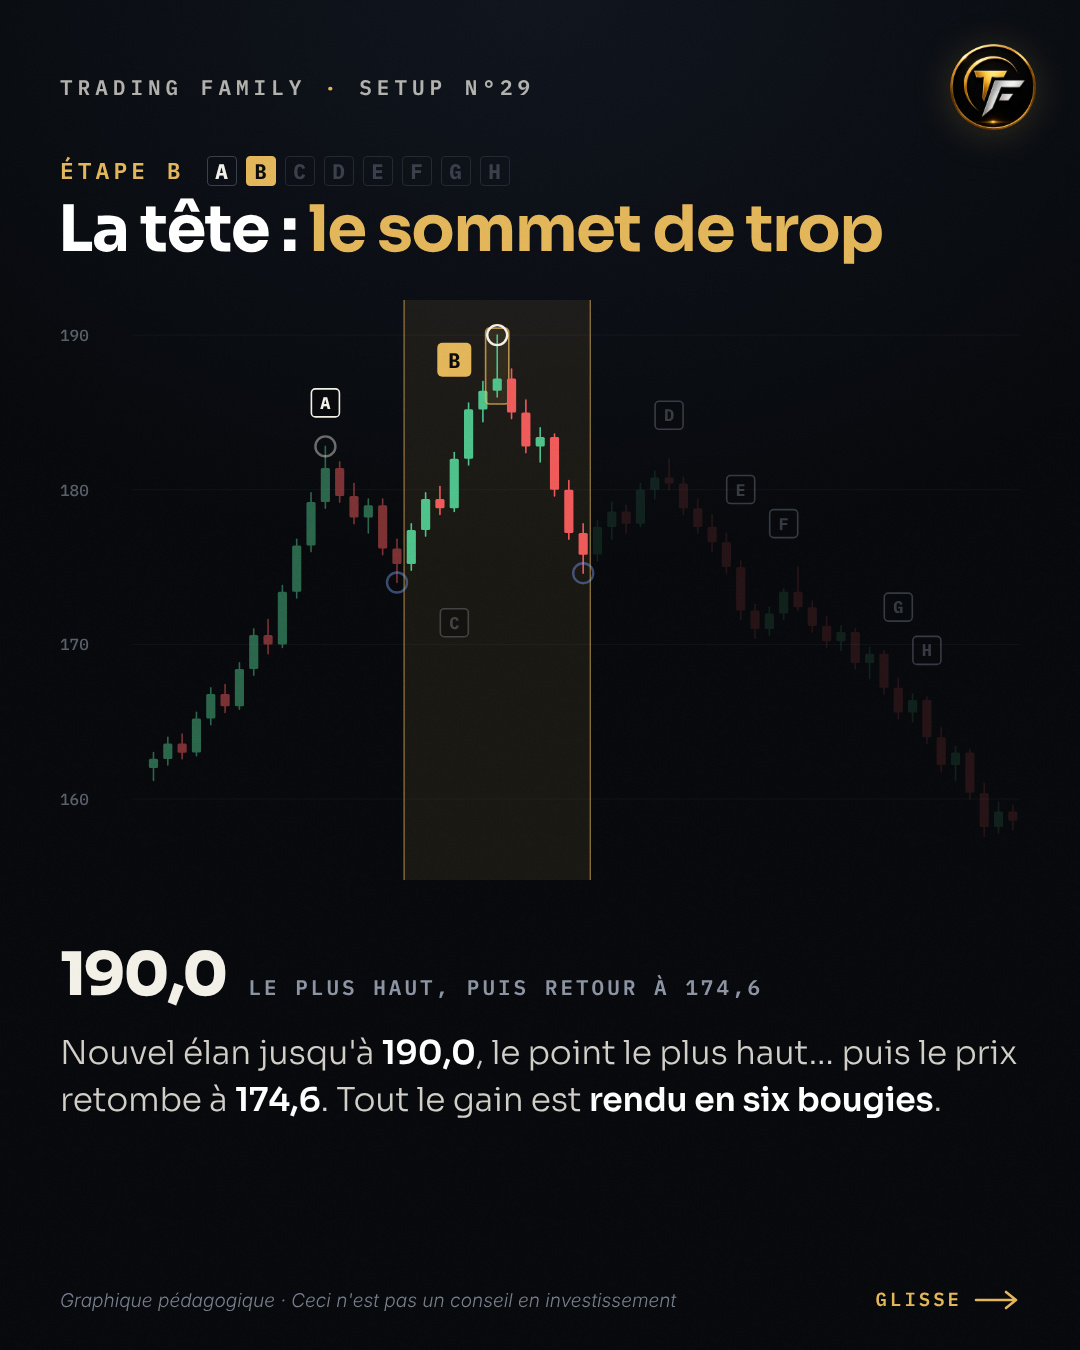 TRADING FAMILY · SETUP N°29
TF
ÉTAPE B A B C D E F G H
La tête : le sommet de trop
190
B
A
D
180
E
F
C
170
G
H
160
190,0 LE PLUS HAUT, PUIS RETOUR À 174,6
Nouvel élan jusqu'à 190,0, le point le plus haut... puis le prix
retombe à 174,6. Tout le gain est rendu en six bougies.
Graphique pédagogique · Ceci n'est pas un conseil en investissement
GLISSE →